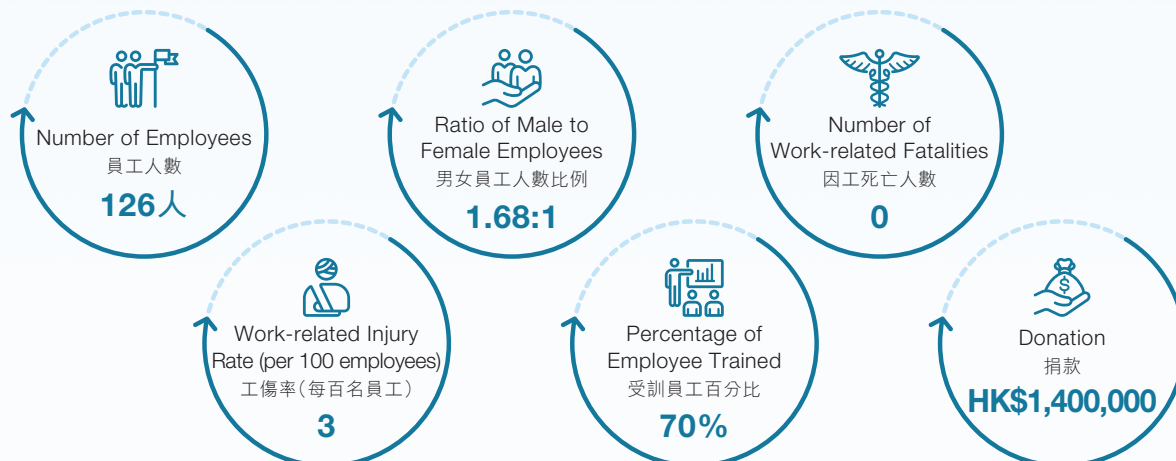 Number of Employees
員工人數
126人
Ratio of Male to
Female Employees
男女員工人數比例
1.68:1
Number of
Work-related Fatalities
因工死亡人數
0
Work-related Injury
Rate (per 100 employees)
工傷率(每百名員工)
3
Percentage of
Employee Trained
受訓員工百分比
70%
Donation
捐款
HK$1,400,000